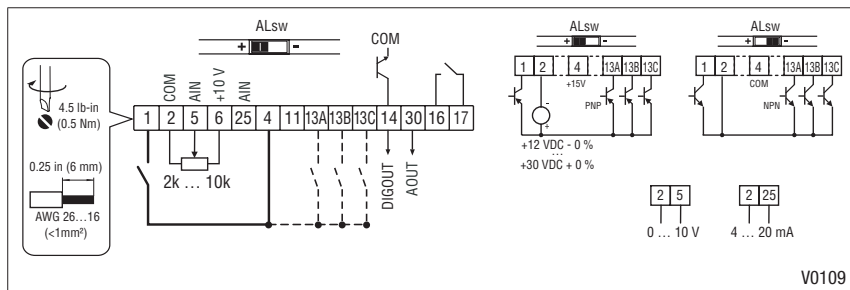 ALsw
+ -
4.5 lb-in
(0.5 Nm)
0.25 in (6 mm)
AWG 26...16
(<1mm²)
COM
AIN
+10 V
AIN
COM
1 2 5 6 25 4 11 13A 13B 13C 14 30 16 17
2k ... 10k
DIGOUT
AOUT
ALsw
+ -
1 2 4 13A 13B 13C
+15V
PNP
-
+
+12 VDC - 0 %
...
+30 VDC + 0 %
ALsw
+ -
1 2 4 13A 13B 13C
COM
NPN
2 5
0 ... 10 V
2 25
4 ... 20 mA
V0109